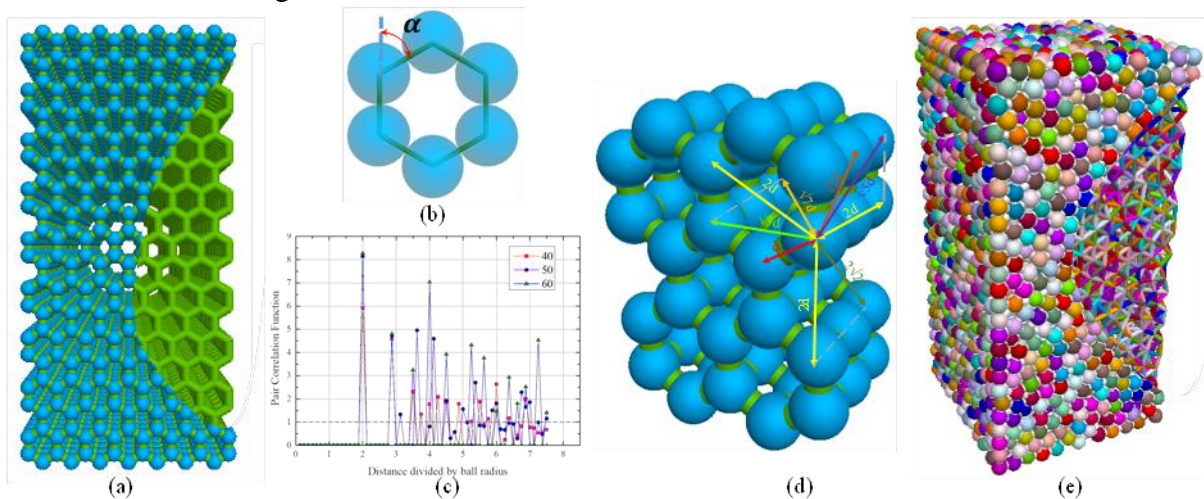 α
(b)
Pair Correlation Function
9
8
7
6
5
4
3
2
1
0
40
50
60
0 1 2 3 4 5 6 7 8
Distance divided by ball radius
2d
2d
2d
(a)
(c)
(d)
(e)